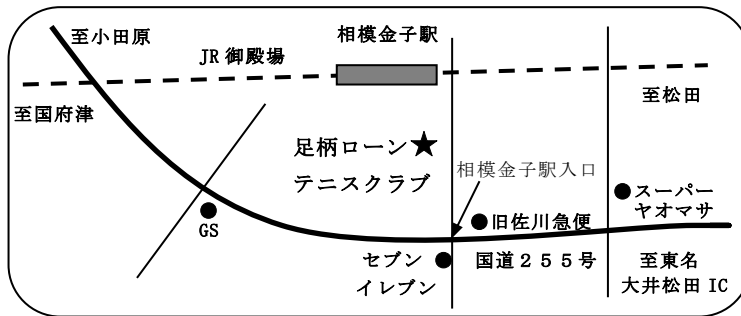 至小田原
相模金子駅
JR 御殿場
至国府津
至松田
足柄ローン
テニスクラブ
相模金子駅入口
スーパー
ヤオマサ
旧佐川急便
GS
セブン
イレブン
国道２５５号
至東名
大井松田 IC